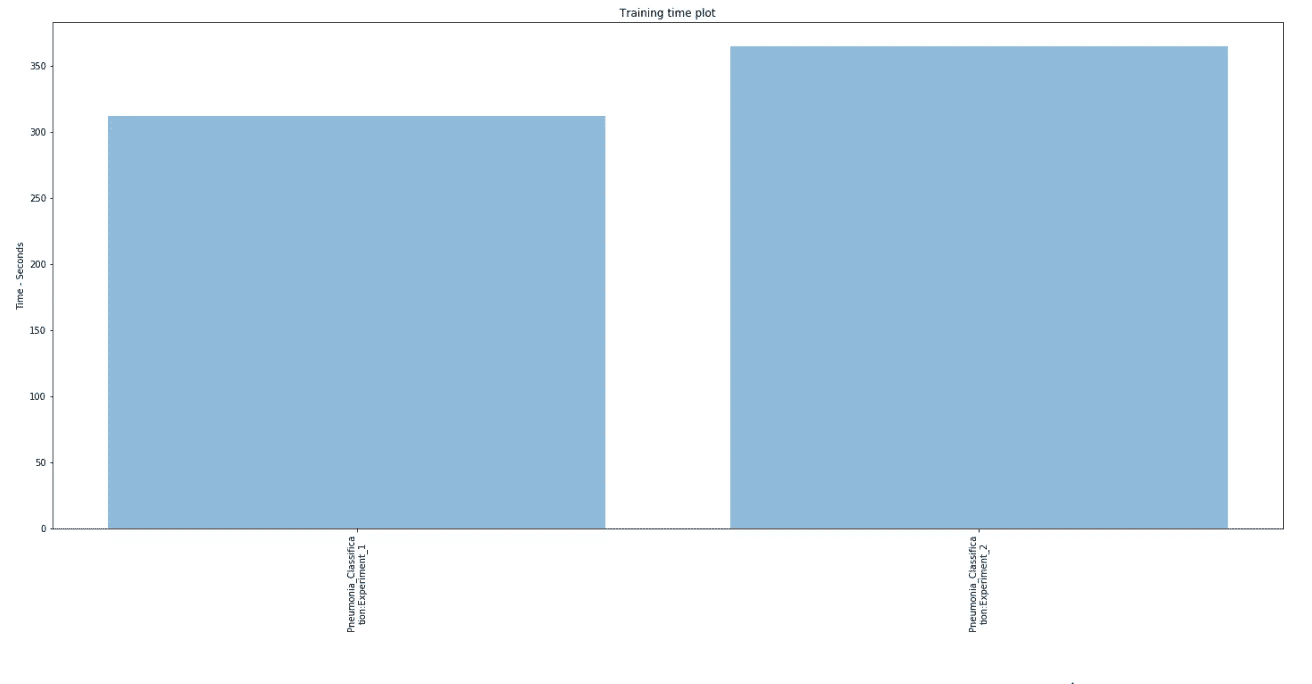 Training time plot
350
300
250
200
150
100
50
0
Time - Seconds
Pneumonia_Classifica
tion:Experiment_1
Pneumonia_Classifica
tion:Experiment_2